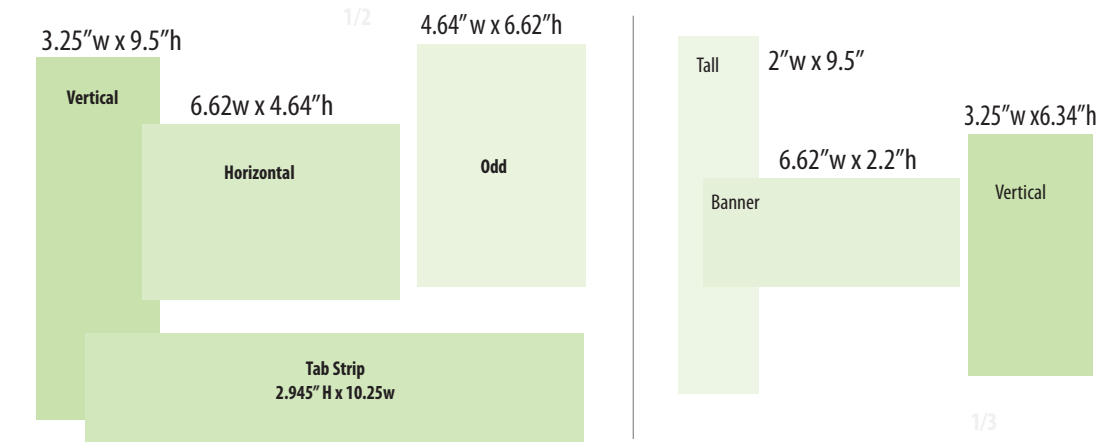 1/2
3.25”w x 9.5”h
Vertical
6.62w x 4.64”h
Horizontal
4.64” w x 6.62”h
Odd
Tab Strip
2.945” H x 10.25w
Tall
2”w x 9.5”
6.62”w x 2.2”h
Banner
3.25”w x6.34”h
Vertical
1/3